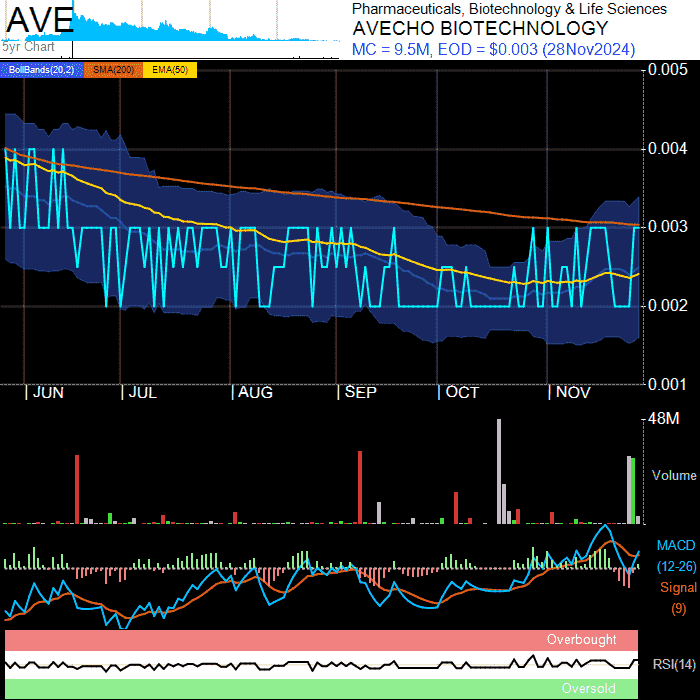 AVE
5yr Chart
Pharmaceuticals, Biotechnology & Life Sciences
AVECHO BIOTECHNOLOGY
MC = 9.5M, EOD = $0.003 (28Nov2024)
BollBands(20,2) SMA(200) EMA(50)
0.005
0.004
0.003
0.002
0.001
JUN JUL AUG SEP OCT NOV
48M
Volume
MACD
(12-26)
Signal
(9)
Overbought
RSI(14)
Oversold